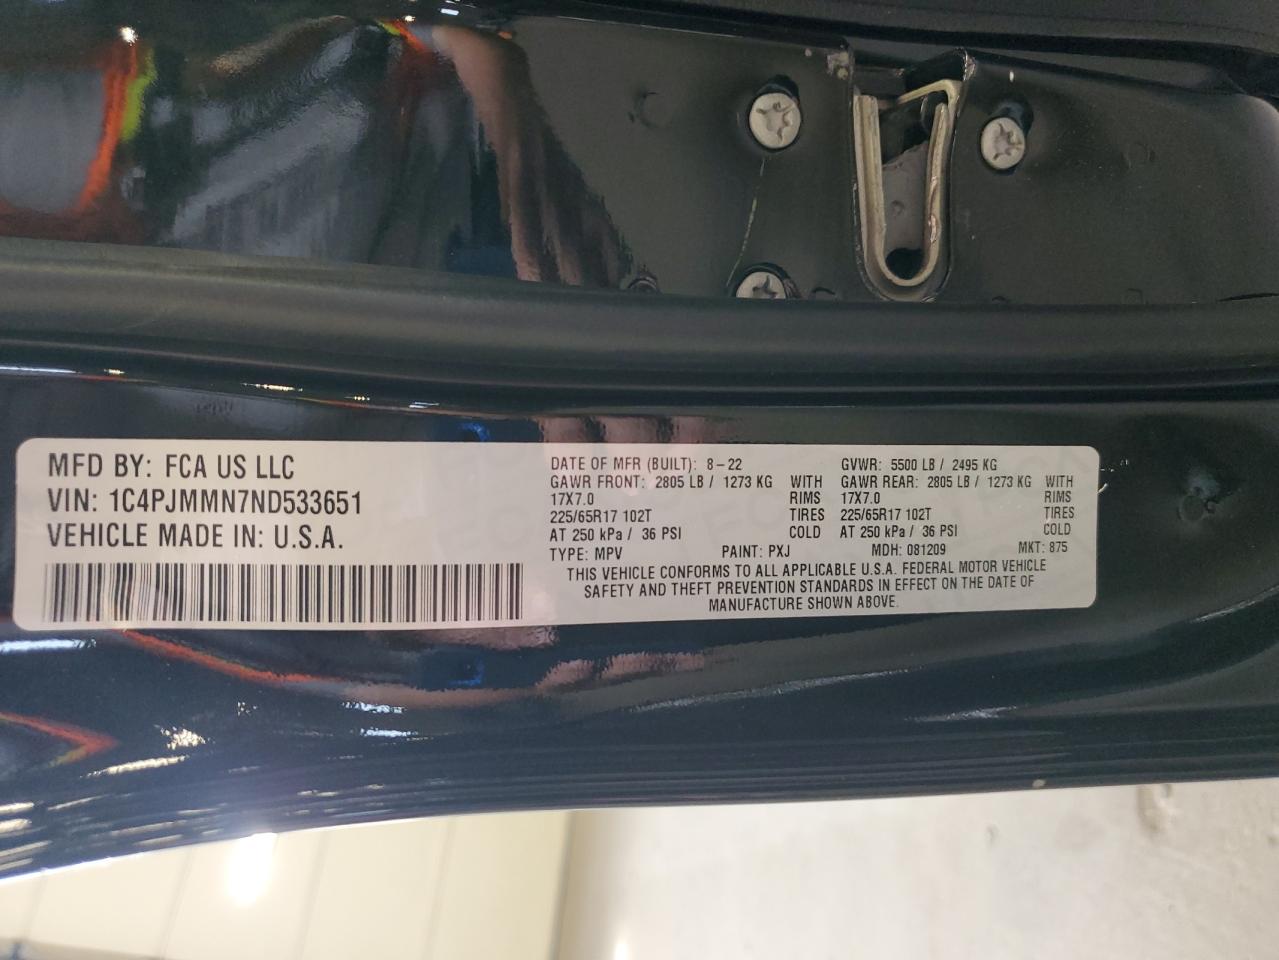 MFD BY: FCA US LLC
VIN: 1C4PJMMN7ND533651
VEHICLE MADE IN: U.S.A.
DATE OF MFR (BUILT): 8-22
GAWR FRONT: 2805 LB / 1273 KG WITH
17X7.0 RIMS
225/65R17 102T TIRES
AT 250 kPa / 36 PSI COLD
TYPE: MPV PAINT: PXJ
GVWR: 5500 LB / 2495 KG
GAWR REAR: 2805 LB / 1273 KG WITH
17X7.0 RIMS
225/65R17 102T TIRES
AT 250 kPa / 36 PSI COLD
MDH: 081209 MKT: 875
THIS VEHICLE CONFORMS TO ALL APPLICABLE U.S.A. FEDERAL MOTOR VEHICLE
SAFETY AND THEFT PREVENTION STANDARDS IN EFFECT ON THE DATE OF
MANUFACTURE SHOWN ABOVE.